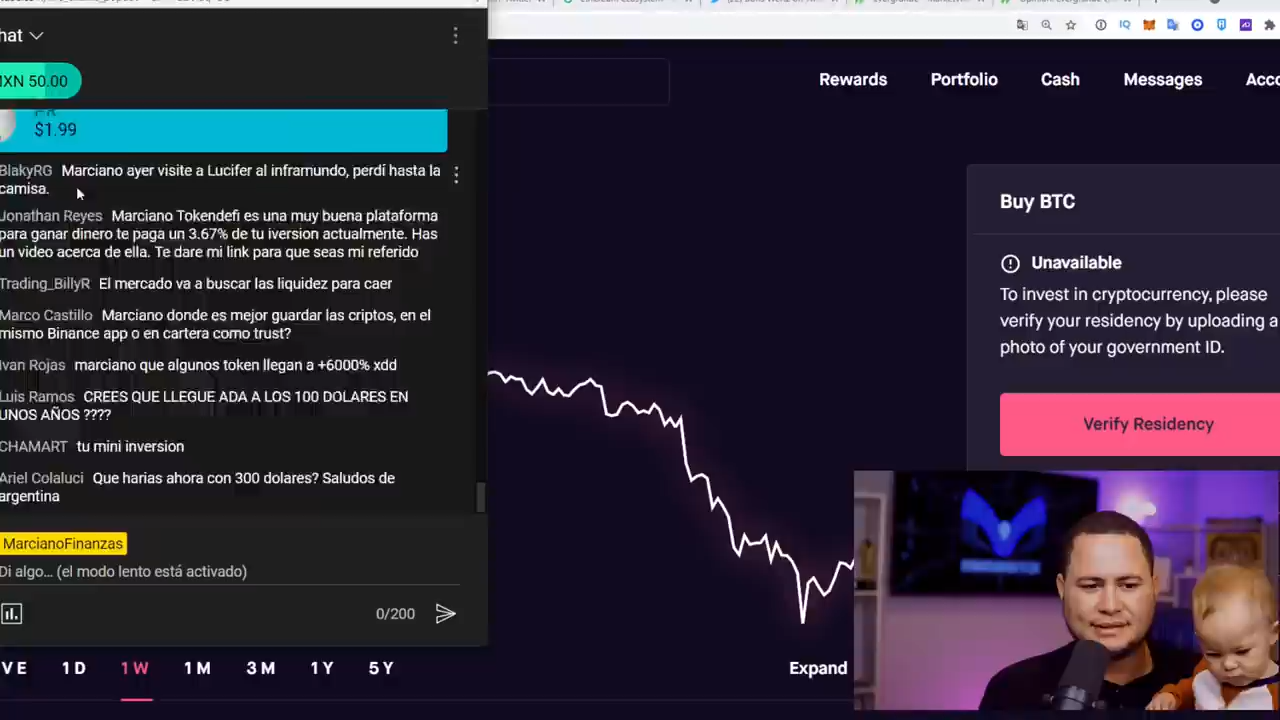 Rewards Portfolio Cash Messages
hat
MXN 50.00
$1.99
BlakyRG Marciano ayer visite a Lucifer al inframundo, perdí hasta la
camisa.
Jonathan Reyes Marciano Tokendefi es una muy buena plataforma
para ganar dinero te paga un 3.67% de tu iversion actualmente. Has
un video acerca de ella. Te dare mi link para que seas mi referido
Trading_BillyR El mercado va a buscar las liquidez para caer
Marco Castillo Marciano donde es mejor guardar las criptos, en el
mismo Binance app o en cartera como trust?
Ivan Rojas marciano que algunos token llegan a +6000% xdd
Luis Ramos CREES QUE LLEGUE ADA A LOS 100 DOLARES EN
UNOS AÑOS ????
CHAMART tu mini inversion
Ariel Colaluci Que harias ahora con 300 dolares? Saludos de
argentina
MarcianoFinanzas
Di algo... (el modo lento está activado)
0/200
VE 1D 1W 1M 3M 1Y 5Y
Expand
Buy BTC
Unavailable
To invest in cryptocurrency, please
verify your residency by uploading a
photo of your government ID.
Verify Residency